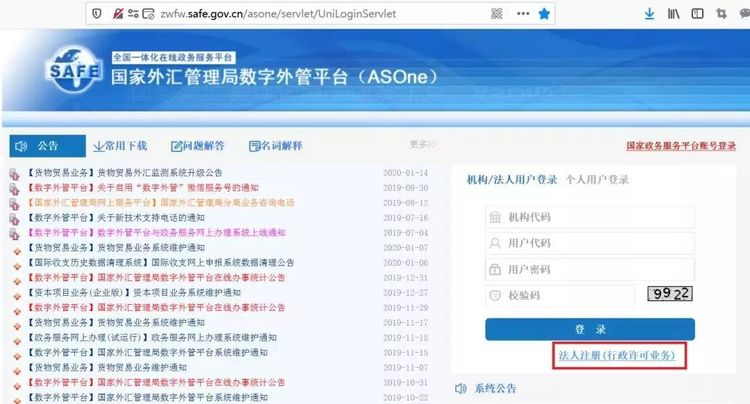 zwfw.safe.gov.cn/asone/servlet/UniLoginServlet
全国一体化在线政务服务平台
SAFE
国家外汇管理局数字外管平台（ASOne）
公告 常用下载 问题解答 名词解释 更多>> 国家政务服务平台账号登录
【货物贸易业务】货物贸易外汇监测系统升级公告 2020-01-14
【数字外管平台】关于启用“数字外管”微信服务号的通知 2019-08-30
【国家外汇管理局网上服务平台】国家外汇管理局分局业务咨询电话 2019-08-12
【数字外管平台】关于新技术支持电话的通知 2019-07-16
【数字外管平台】数字外管平台与政务服务网上办理系统上线通知 2019-07-04
【货物贸易业务】货物贸易业务系统维护通知 2020-01-07
【国际收支历史数据清理系统】国际收支网上申报系统数据清理公告 2020-01-06
【数字外管平台】国家外汇管理局数字外管平台在线办事统计公告 2019-12-31
【资本项目业务(企业版)】资本项目业务系统维护通知 2019-12-27
【数字外管平台】国家外汇管理局数字外管平台在线办事统计公告 2019-11-29
【货物贸易业务】货物贸易业务系统维护通知 2019-11-17
【政务服务网上办理(试运行)】政务服务网上办理系统维护通知 2019-11-15
【数字外管平台】国家外汇管理局数字外管平台系统维护通知 2019-11-10
【货物贸易业务】货物贸易业务维护通知 2019-11-07
【数字外管平台】国家外汇管理局数字外管平台在线办事统计公告 2019-10-31
【数字外管平台】国家外汇管理局数字外管平台系统维护通知 2019-10-22
机构/法人用户登录 个人用户登录
机构代码
用户代码
用户密码
校验码 9922
登 录
法人注册(行政许可业务)
系统公告